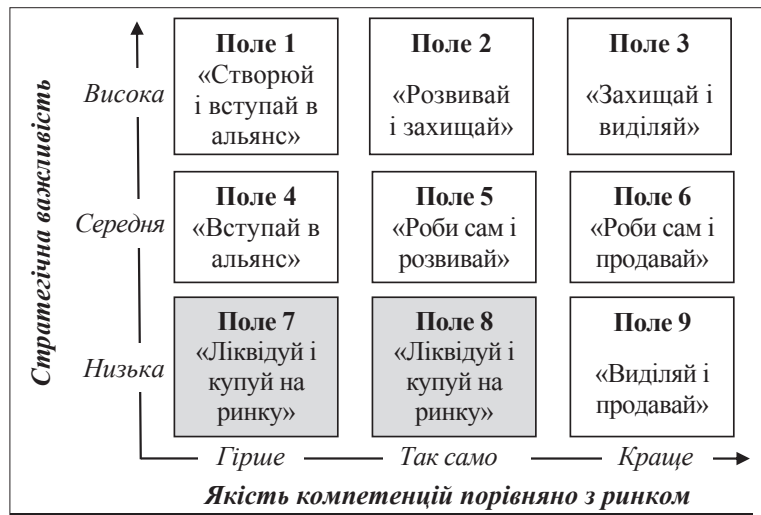 Стратегічна важливість
Висока
Поле 1
«Створюй
і вступай в
альянс»
Поле 2
«Розвивай
і захищай»
Поле 3
«Захищай і
виділяй»
Середня
Поле 4
«Вступай в
альянс»
Поле 5
«Роби сам і
розвивай»
Поле 6
«Роби сам і
продавай»
Низька
Поле 7
«Ліквідуй і
купуй на
ринку»
Поле 8
«Ліквідуй і
купуй на
ринку»
Поле 9
«Виділяй і
продавай»
Гірше
Так само
Краще
Якість компетенцій порівняно з ринком